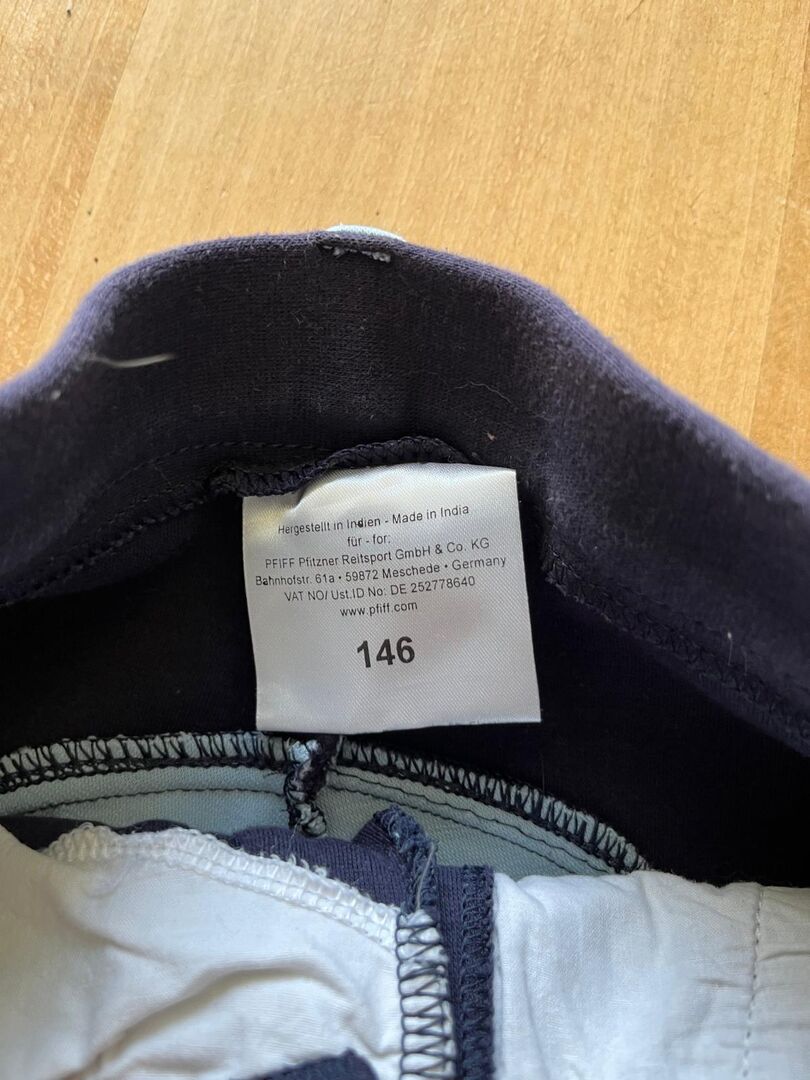 Hergestellt in Indien - Made in India
für - for:
PFIFF Pfitzner Reitsport GmbH & Co. KG
Bahnhofstr. 61a • 59872 Meschede • Germany
VAT NO/ Ust.ID No: DE 252778640
www.pfiff.com
146